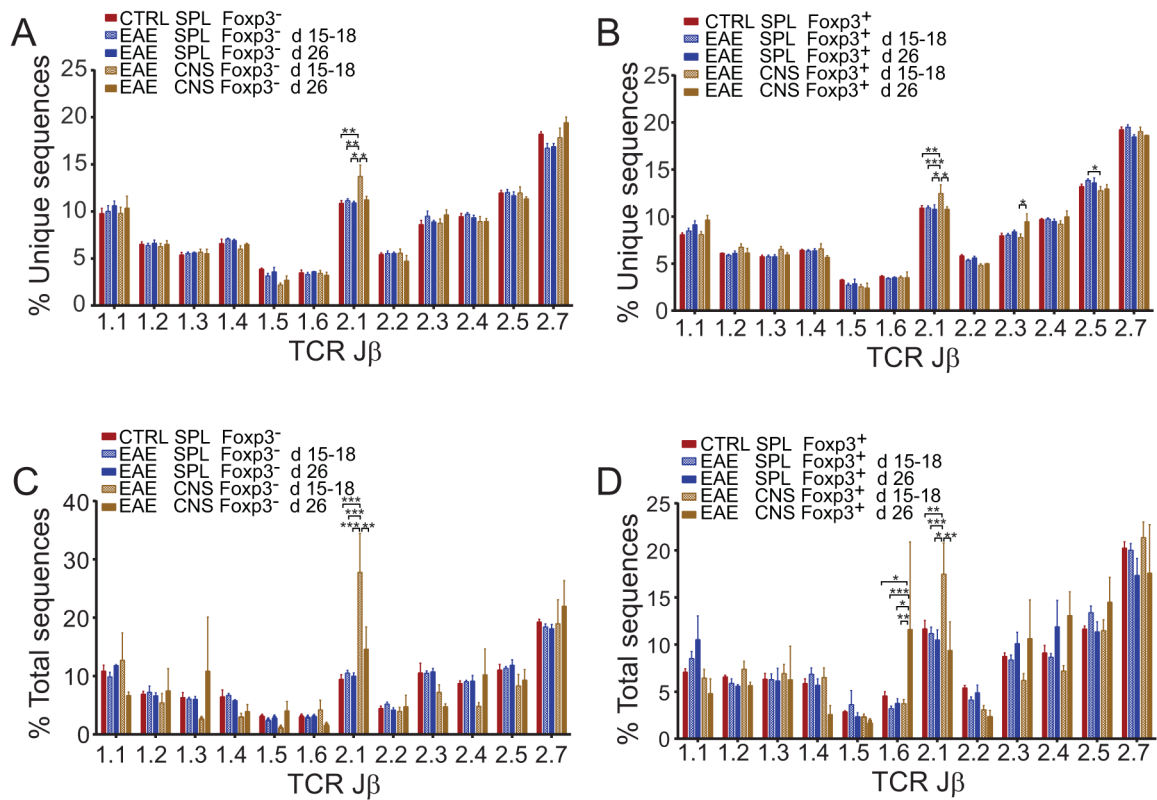 A
CTRL SPL Foxp3-
EAE SPL Foxp3- d 15-18
EAE SPL Foxp3- d 26
EAE CNS Foxp3- d 15-18
EAE CNS Foxp3- d 26
% Unique sequences
25
20
15
10
5
0
**
**
* *
1.1 1.2 1.3 1.4 1.5 1.6 2.1 2.2 2.3 2.4 2.5 2.7
TCR Jβ
B
CTRL SPL Foxp3+
EAE SPL Foxp3+ d 15-18
EAE SPL Foxp3+ d 26
EAE CNS Foxp3+ d 15-18
EAE CNS Foxp3+ d 26
% Unique sequences
25
20
15
10
5
0
**
***
* *
*
*
1.1 1.2 1.3 1.4 1.5 1.6 2.1 2.2 2.3 2.4 2.5 2.7
TCR Jβ
C
CTRL SPL Foxp3-
EAE SPL Foxp3- d 15-18
EAE SPL Foxp3- d 26
EAE CNS Foxp3- d 15-18
EAE CNS Foxp3- d 26
% Total sequences
40
30
20
10
0
***
***
*** **
1.1 1.2 1.3 1.4 1.5 1.6 2.1 2.2 2.3 2.4 2.5 2.7
TCR Jβ
D
CTRL SPL Foxp3+
EAE SPL Foxp3+ d 15-18
EAE SPL Foxp3+ d 26
EAE CNS Foxp3+ d 15-18
EAE CNS Foxp3+ d 26
% Total sequences
25
20
15
10
5
0
*
***
*
**
**
***
* **
1.1 1.2 1.3 1.4 1.5 1.6 2.1 2.2 2.3 2.4 2.5 2.7
TCR Jβ